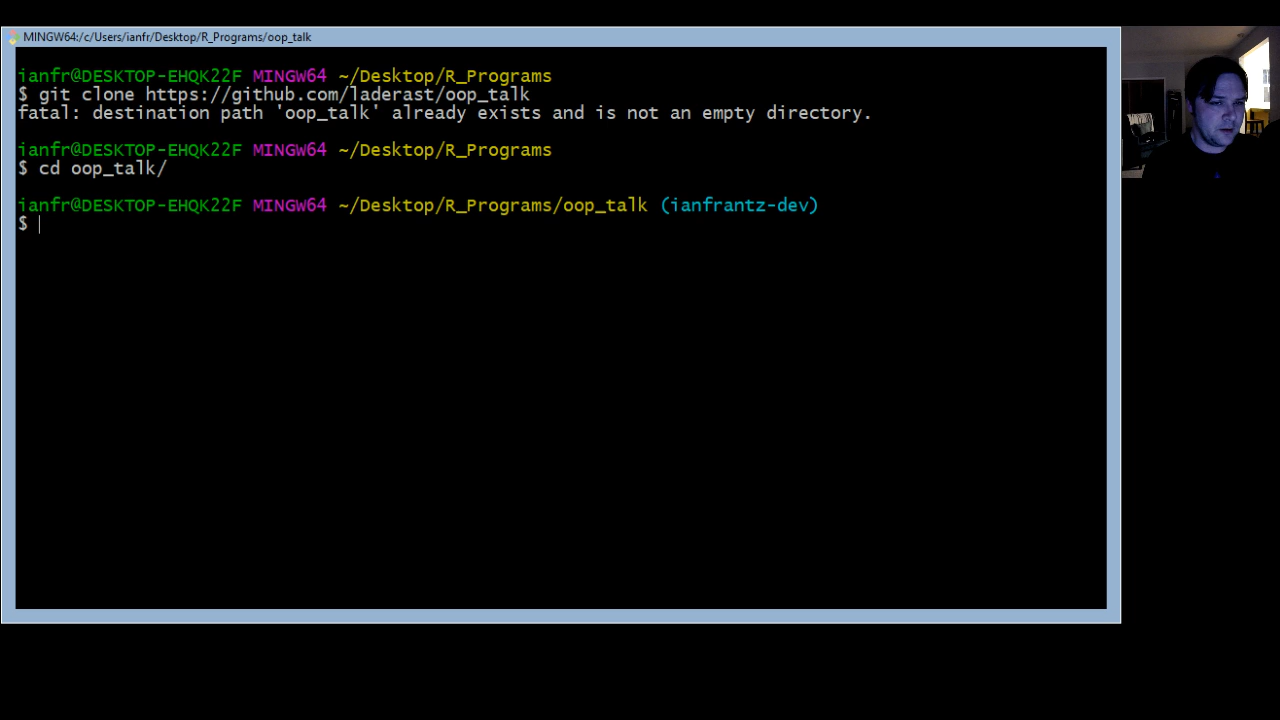 MINGW64:/c/Users/ianfr/Desktop/R_Programs/oop_talk
ianfr@DESKTOP-EHQK22F MINGW64 ~/Desktop/R_Programs
$ git clone https://github.com/laderast/oop_talk
fatal: destination path 'oop_talk' already exists and is not an empty directory.
ianfr@DESKTOP-EHQK22F MINGW64 ~/Desktop/R_Programs
$ cd oop_talk/
ianfr@DESKTOP-EHQK22F MINGW64 ~/Desktop/R_Programs/oop_talk (ianfrantz-dev)
$